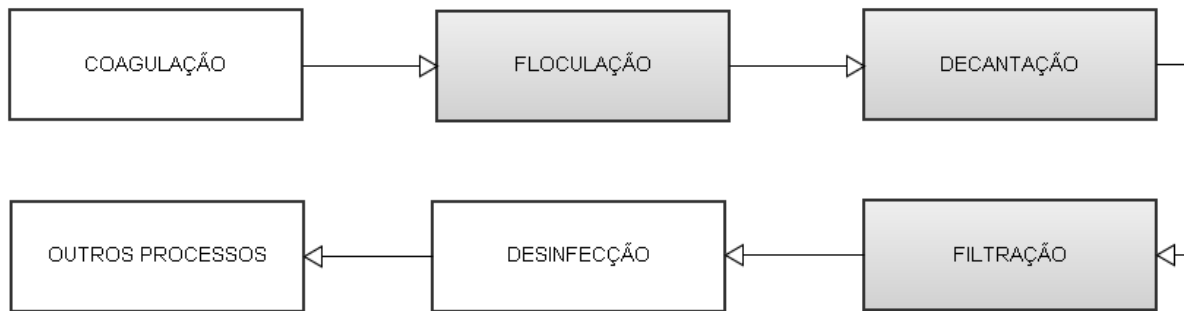 COAGULAÇÃO
FLOCULAÇÃO
DECANTAÇÃO
OUTROS PROCESSOS
DESINFECÇÃO
FILTRAÇÃO